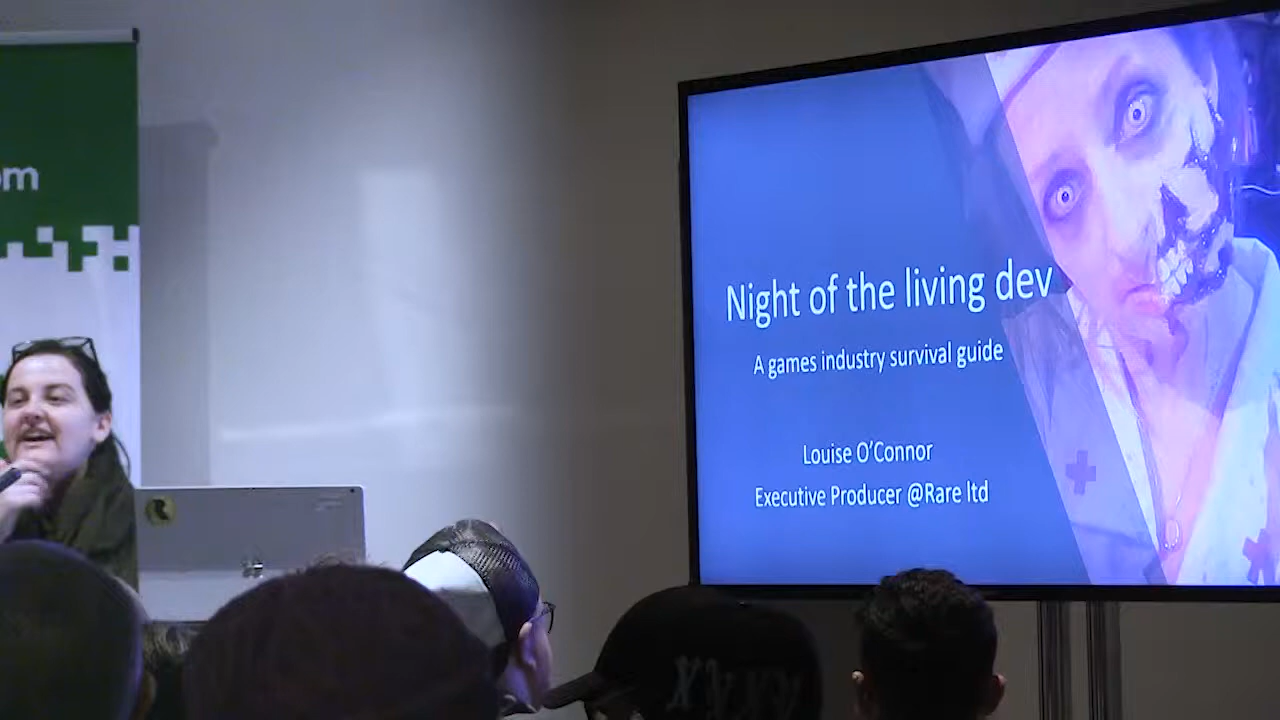 om
Night of the living dev
A games industry survival guide
Louise O'Connor
Executive Producer @Rare ltd